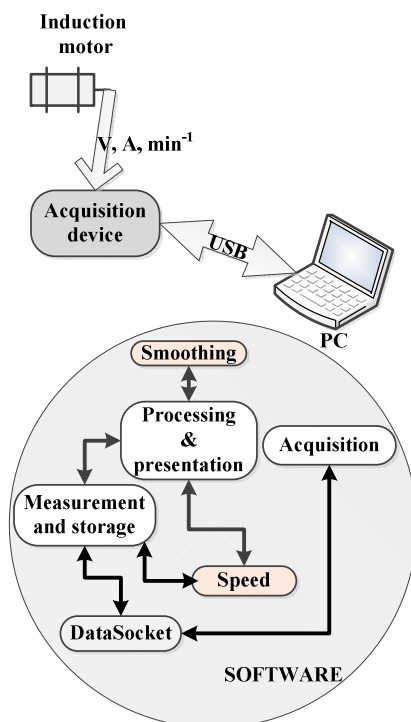 Induction
motor
V, A, min⁻¹
Acquisition
device
USB
PC
Smoothing
Processing
&
presentation
Acquisition
Measurement
and storage
Speed
DataSocket
SOFTWARE